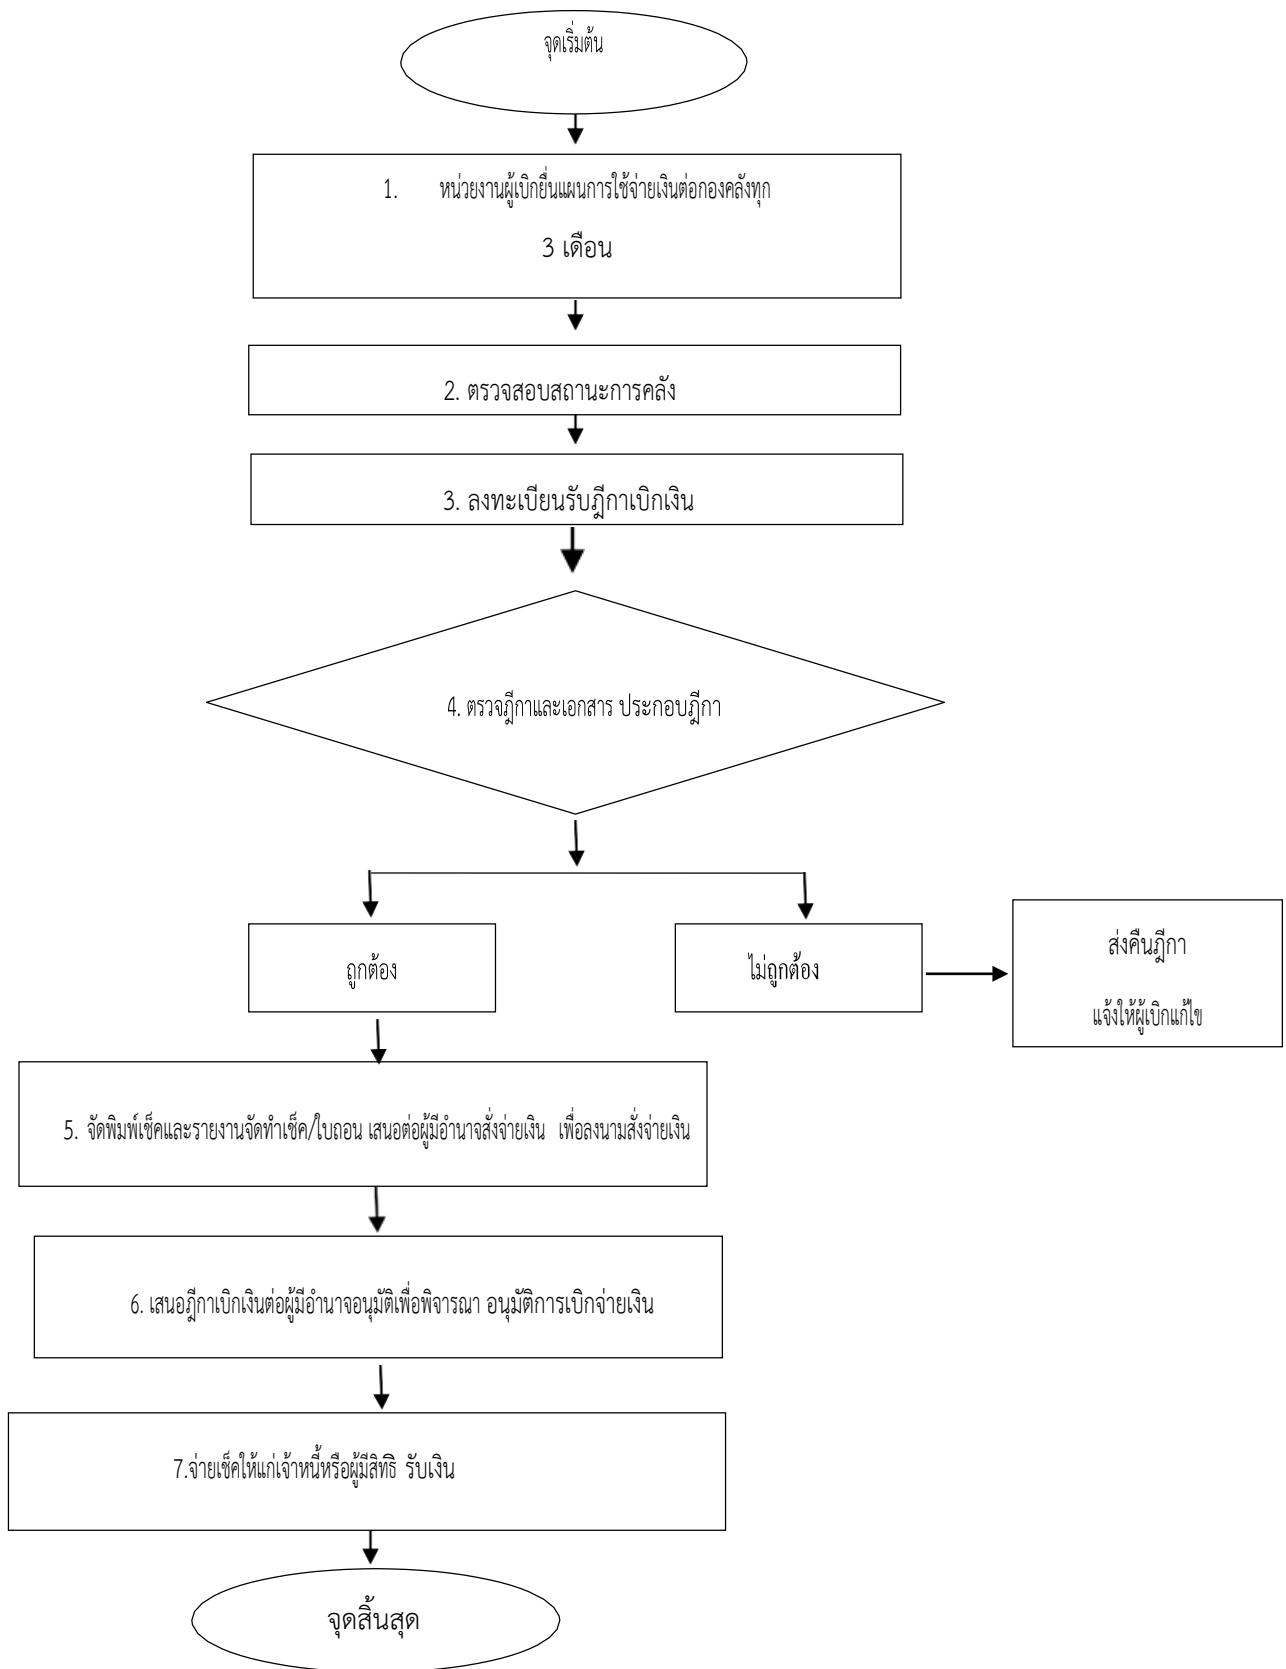 จุดเริ่มต้น
1. หน่วยงานผู้เบิกยื่นแผนการใช้จ่ายเงินต่อกองคลังทุก
3 เดือน
2. ตรวจสอบสถานะการคลัง
3. ลงทะเบียนรับฎีกาเบิกเงิน
4. ตรวจฎีกาและเอกสาร ประกอบฎีกา
ถูกต้อง
ไม่ถูกต้อง
ส่งคืนฎีกา
แจ้งให้ผู้เบิกแก้ไข
5. จัดพิมพ์เช็คและรายงานจัดทำเช็ค/ใบถอน เสนอต่อผู้มีอำนาจสั่งจ่ายเงิน เพื่อลงนามสั่งจ่ายเงิน
6. เสนอฎีกาเบิกเงินต่อผู้มีอำนาจอนุมัติเพื่อพิจารณา อนุมัติการเบิกจ่ายเงิน
7.จ่ายเช็คให้แก่เจ้าหนี้หรือผู้มีสิทธิ รับเงิน
จุดสิ้นสุด